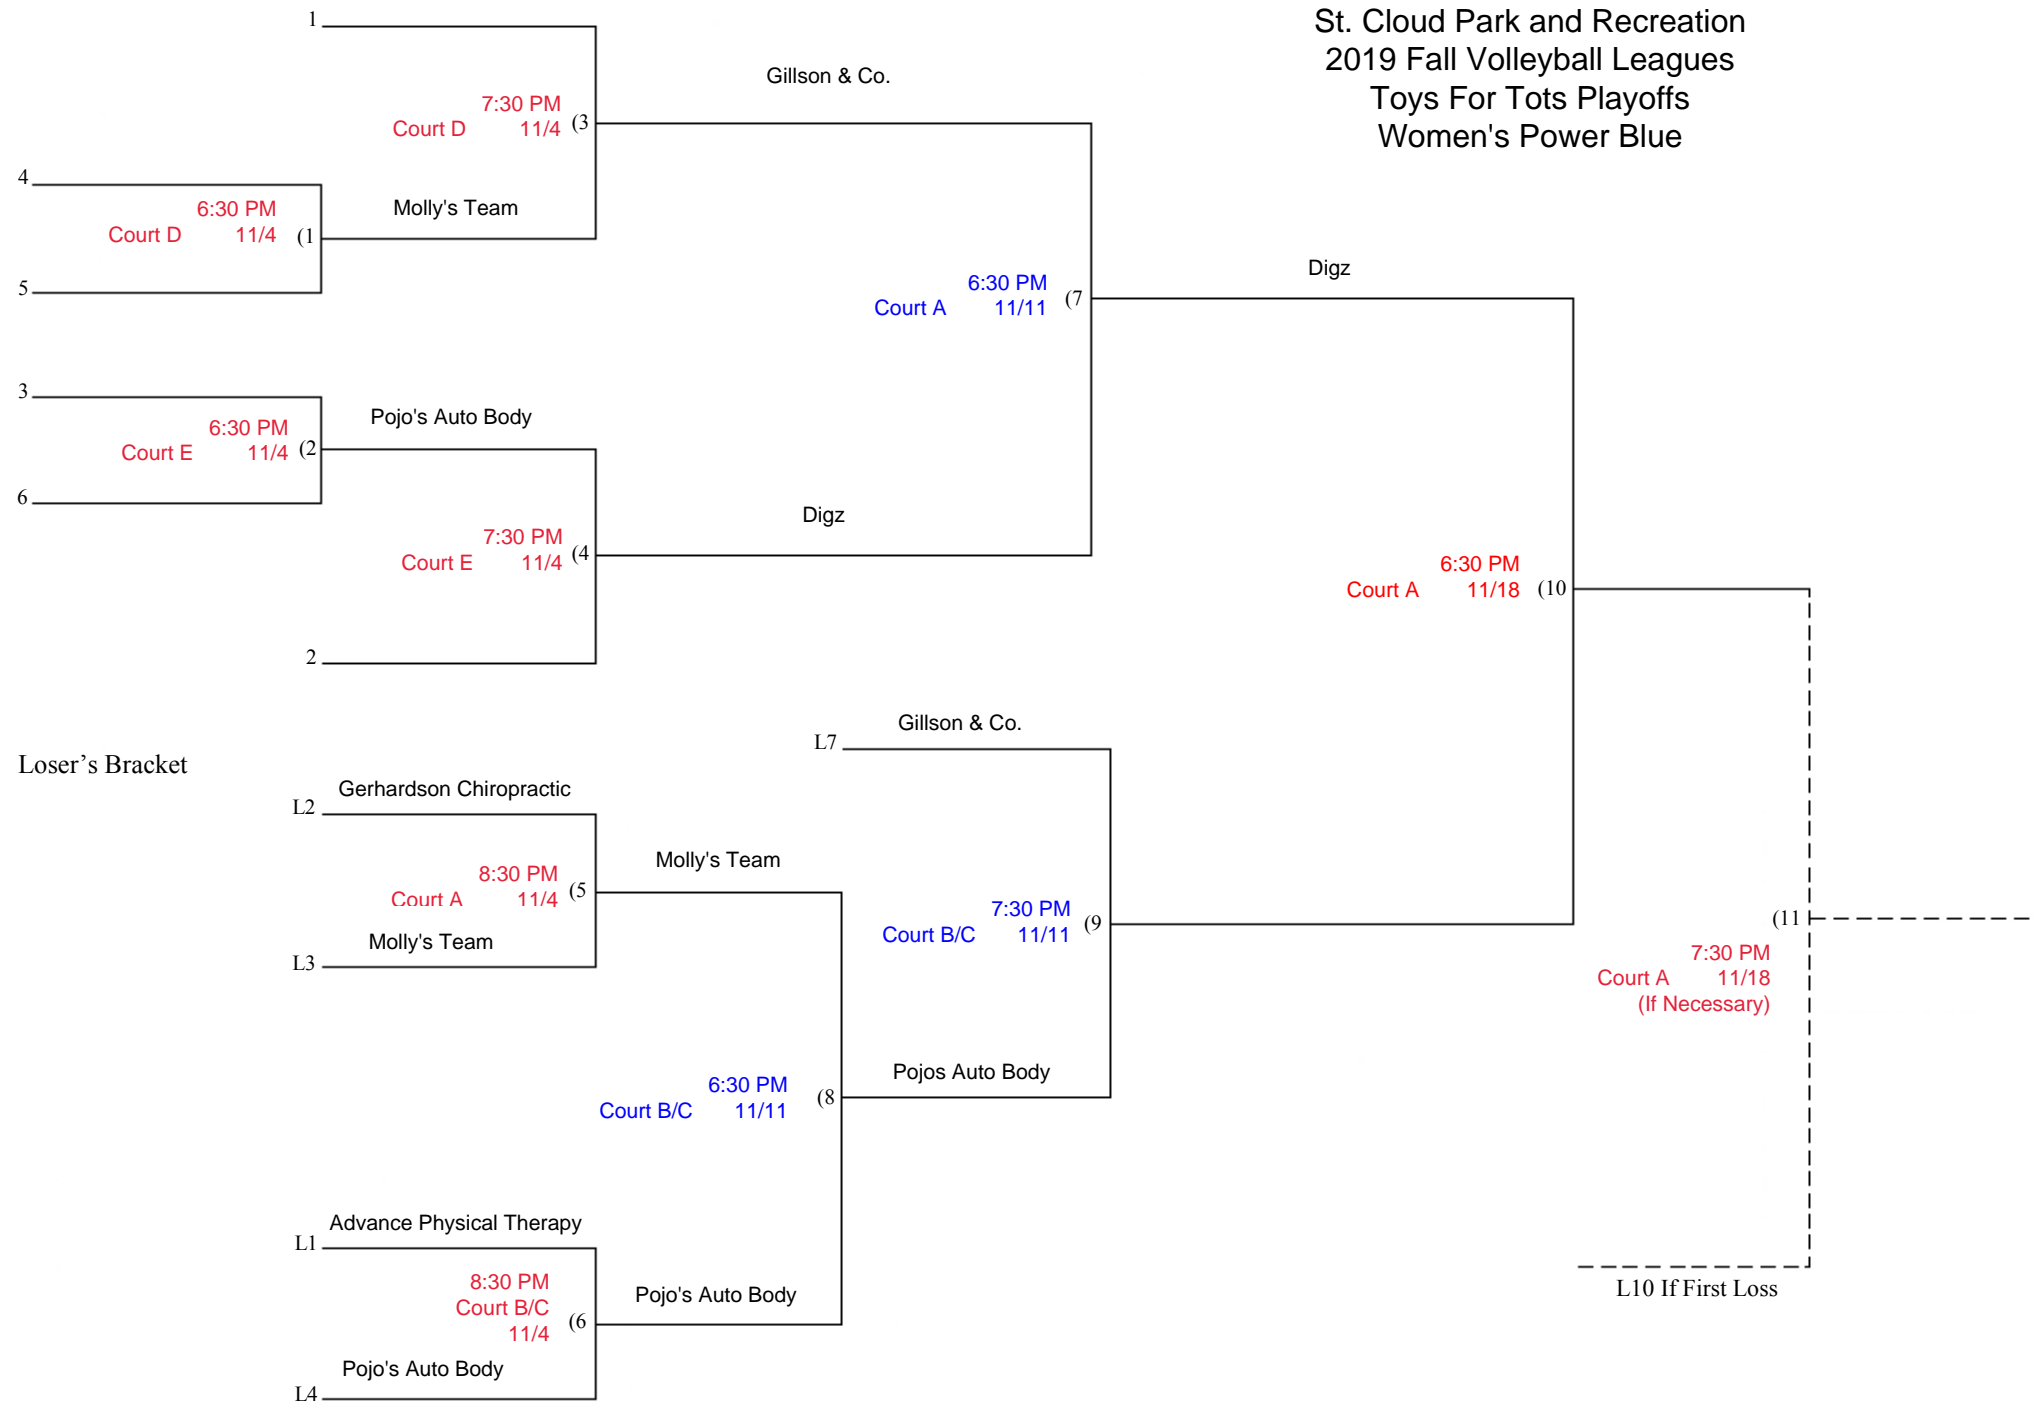 St. Cloud Park and Recreation
2019 Fall Volleyball Leagues
Toys For Tots Playoffs
Women's Power Blue
1
Gillson & Co.
7:30 PM
Court D 11/4 (3
4
Molly's Team
6:30 PM
Court D 11/4 (1
5
Digz
6:30 PM
Court A 11/11 (7
3
Pojo's Auto Body
6:30 PM
Court E 11/4 (2
6
Digz
7:30 PM
Court E 11/4 (4
6:30 PM
Court A 11/18 (10
2
Gillson & Co.
L7
Loser's Bracket
Gerhardson Chiropractic
L2
Molly's Team
8:30 PM
Court A 11/4 (5
7:30 PM
Court B/C 11/11 (9
(11
7:30 PM
Court A 11/18
(If Necessary)
Molly's Team
L3
Pojos Auto Body
6:30 PM
Court B/C 11/11 (8
Advance Physical Therapy
L1
8:30 PM
Court B/C
11/4 (6
Pojo's Auto Body
L10 If First Loss
Pojo's Auto Body
L4